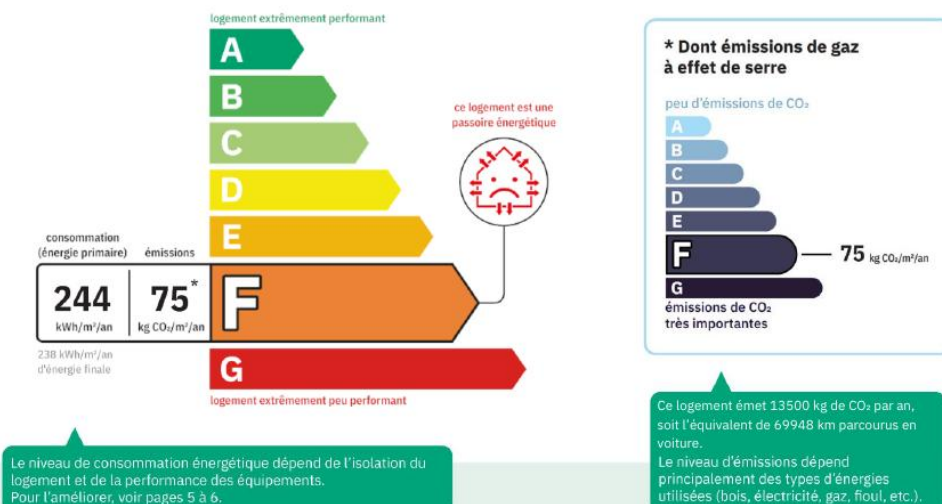 logement extrêmement performant
A
B
C
D
E
F
G
logement extrêmement peu performant
ce logement est une
passoire énergétique
consommation
(énergie primaire)
émissions
244
kWh/m²/an
75*
kg CO₂/m²/an
238 kWh/m²/an
d'énergie finale
Le niveau de consommation énergétique dépend de l'isolation du
logement et de la performance des équipements.
Pour l'améliorer, voir pages 5 à 6.
* Dont émissions de gaz
à effet de serre
peu d'émissions de CO₂
A
B
C
D
E
F
75 kg CO₂/m²/an
G
émissions de CO₂
très importantes
Ce logement émet 13500 kg de CO₂ par an,
soit l'équivalent de 69948 km parcourus en
voiture.
Le niveau d'émissions dépend
principalement des types d'énergies
utilisées (bois, électricité, gaz, fioul, etc.).